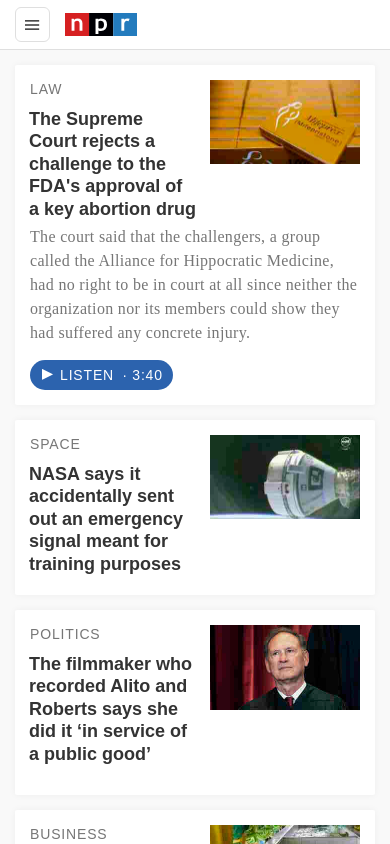 npr
LAW
The Supreme
Court rejects a
challenge to the
FDA's approval of
a key abortion drug
Mifepristone
The court said that the challengers, a group
called the Alliance for Hippocratic Medicine,
had no right to be in court at all since neither the
organization nor its members could show they
had suffered any concrete injury.
LISTEN · 3:40
SPACE
NASA says it
accidentally sent
out an emergency
signal meant for
training purposes
POLITICS
The filmmaker who
recorded Alito and
Roberts says she
did it ‘in service of
a public good’
BUSINESS